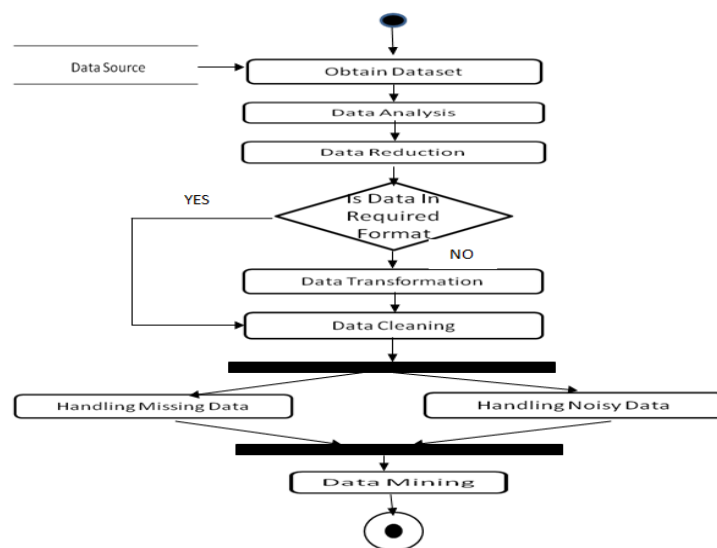 Data Source
Obtain Dataset
Data Analysis
Data Reduction
YES
Is Data In
Required
Format
NO
Data Transformation
Data Cleaning
Handling Missing Data
Handling Noisy Data
Data Mining